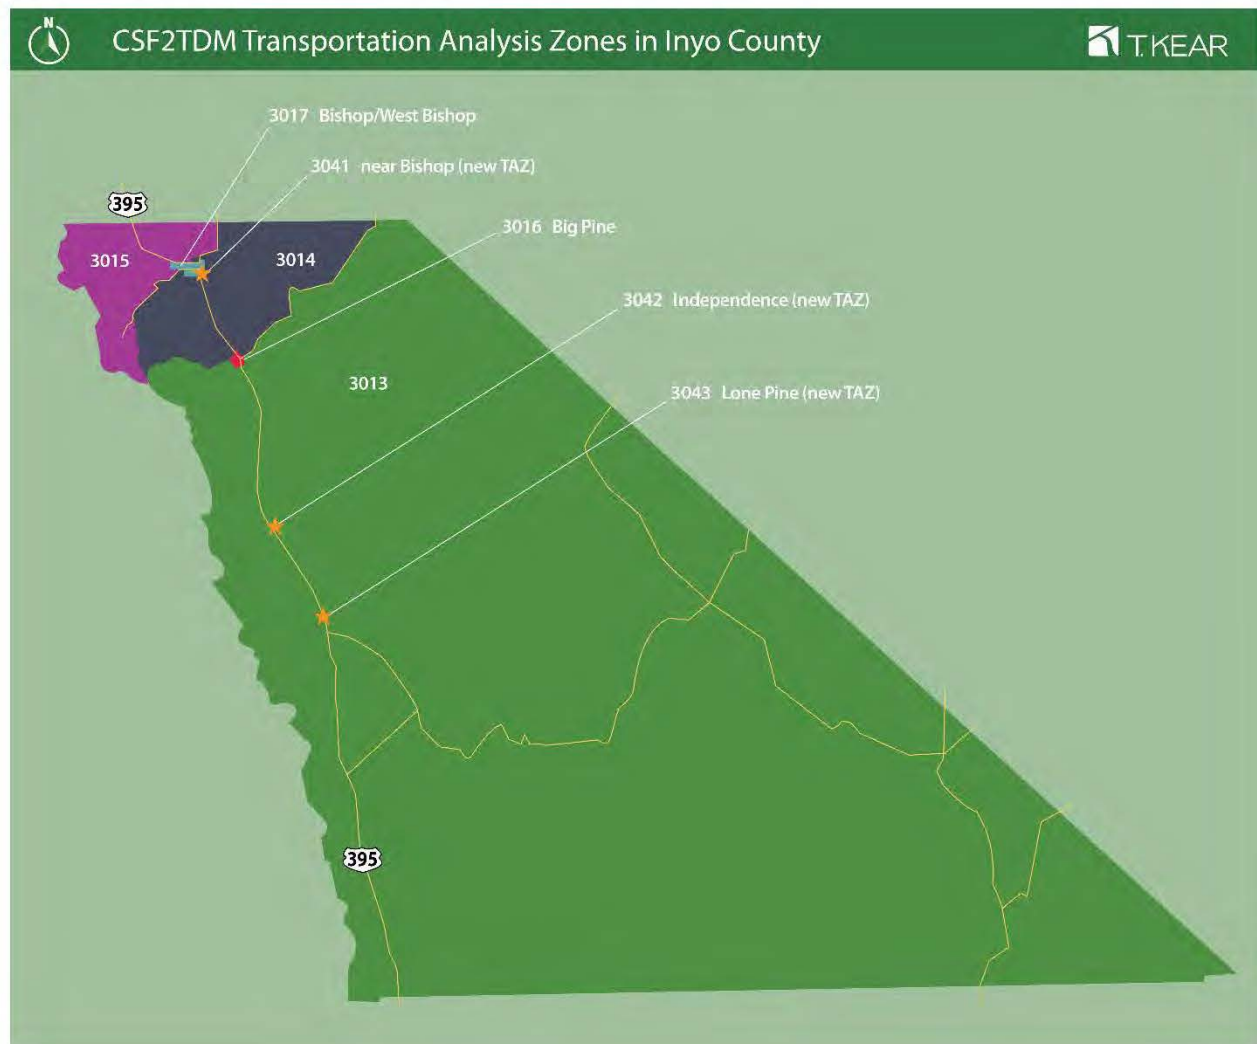 N
CSF2TDM Transportation Analysis Zones in Inyo County
T.KEAR
3017 Bishop/West Bishop
3041 near Bishop (new TAZ)
395
3016 Big Pine
3015
3014
3042 Independence (new TAZ)
3013
3043 Lone Pine (new TAZ)
395